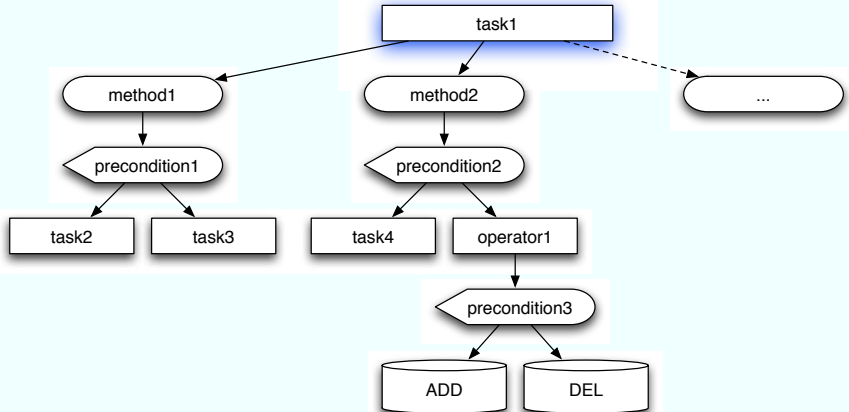 task1
method1
method2
...
precondition1
precondition2
task2
task3
task4
operator1
precondition3
ADD
DEL